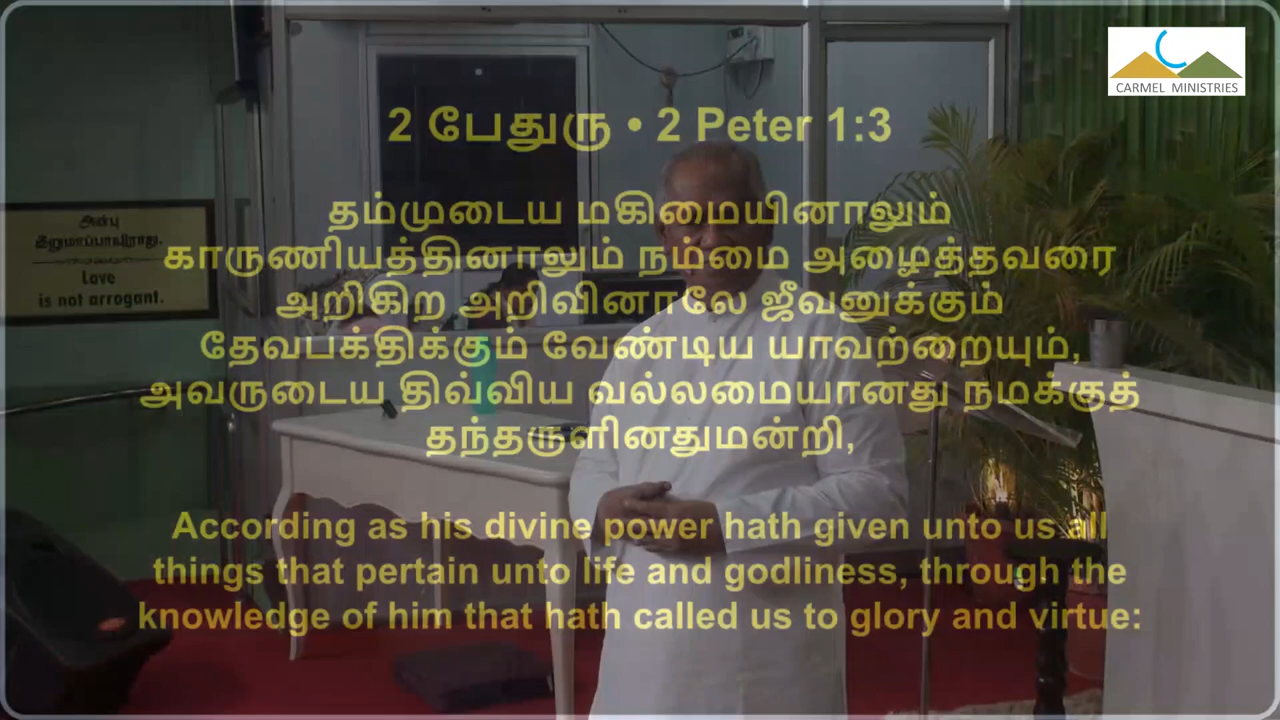 CARMEL MINISTRIES
2 பேதுரு • 2 Peter 1:3
தம்முடைய மகிமையினாலும்
காருணியத்தினாலும் நம்மை அழைத்தவரை
அறிகிற அறிவினாலே ஜீவனுக்கும்
தேவபக்திக்கும் வேண்டிய யாவற்றையும்,
அவருடைய திவ்விய வல்லமையானது நமக்குத்
தந்தருளினதுமன்றி,
According as his divine power hath given unto us all
things that pertain unto life and godliness, through the
knowledge of him that hath called us to glory and virtue:
அன்பு
இறுமாப்பாயிராது.
Love
is not arrogant.